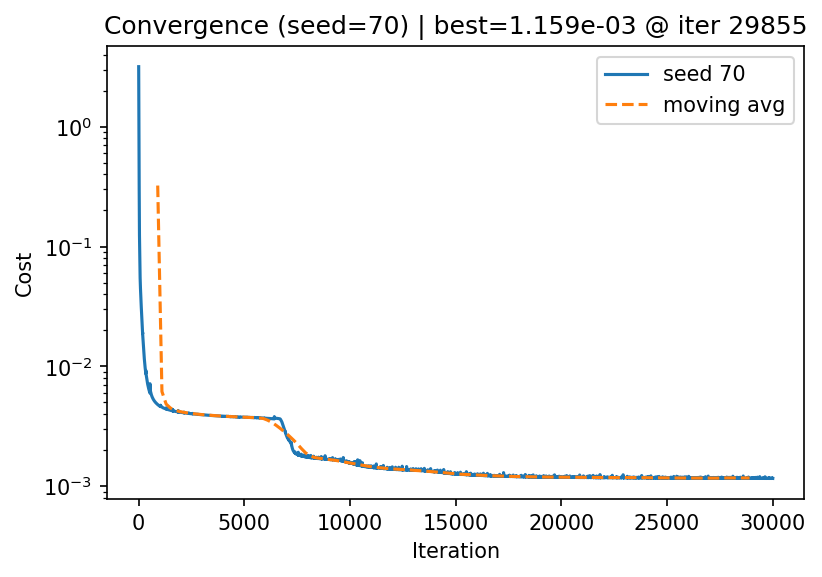 Convergence (seed=70) | best=1.159e-03 @ iter 29855
seed 70
moving avg
Cost
10⁰
10⁻¹
10⁻²
10⁻³
0 5000 10000 15000 20000 25000 30000
Iteration